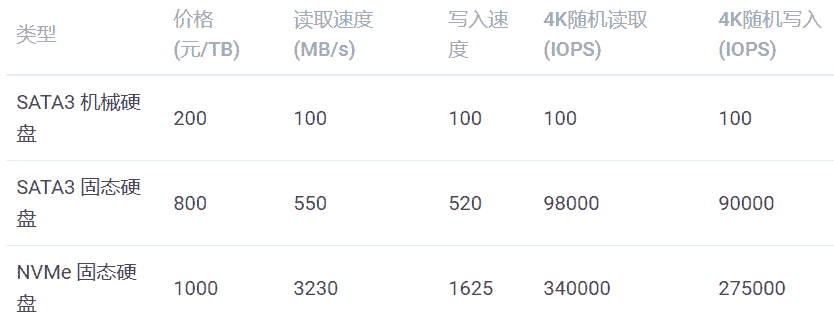 类型 价格 (元/TB) 读取速度 (MB/s) 写入速度 4K随机读取 (IOPS) 4K随机写入 (IOPS)
SATA3 机械硬盘 200 100 100 100 100
SATA3 固态硬盘 800 550 520 98000 90000
NVMe 固态硬盘 1000 3230 1625 340000 275000